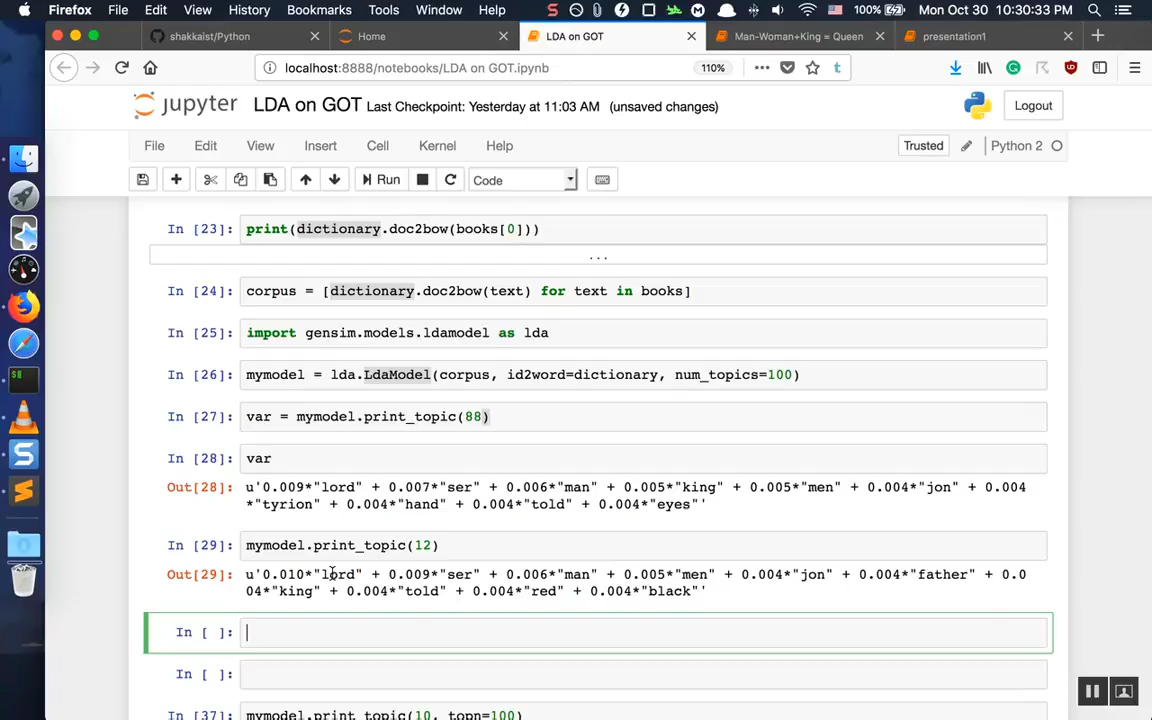 Firefox File Edit View History Bookmarks Tools Window Help 100% Mon Oct 30 10:30:33 PM
shakkaist/Python Home LDA on GOT Man-Woman+King = Queen presentation1
localhost:8888/notebooks/LDA on GOT.ipynb 110%
jupyter LDA on GOT Last Checkpoint: Yesterday at 11:03 AM (unsaved changes) Logout
File Edit View Insert Cell Kernel Help Trusted Python 2
Run Code
In [23]: print(dictionary.doc2bow(books[0]))
...
In [24]: corpus = [dictionary.doc2bow(text) for text in books]
In [25]: import gensim.models.ldamodel as lda
In [26]: mymodel = lda.LdaModel(corpus, id2word=dictionary, num_topics=100)
In [27]: var = mymodel.print_topic(88)
In [28]: var
Out[28]: u'0.009*"lord" + 0.007*"ser" + 0.006*"man" + 0.005*"king" + 0.005*"men" + 0.004*"jon" + 0.004
*"tyrion" + 0.004*"hand" + 0.004*"told" + 0.004*"eyes"'
In [29]: mymodel.print_topic(12)
Out[29]: u'0.010*"lord" + 0.009*"ser" + 0.006*"man" + 0.005*"men" + 0.004*"jon" + 0.004*"father" + 0.0
04*"king" + 0.004*"told" + 0.004*"red" + 0.004*"black"'
In [ ]:
In [ ]:
In [37]: mymodel.print_topic(10, topn=100)